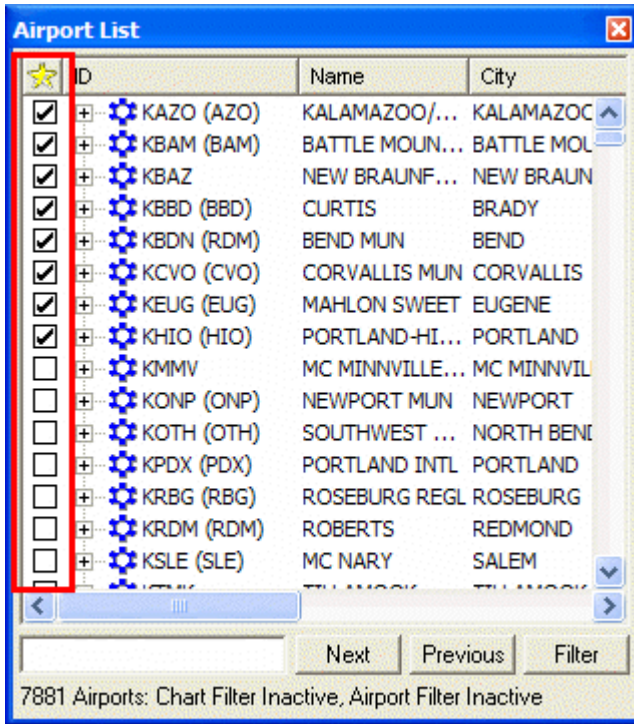 Airport List
ID Name City
KAZO (AZO) KALAMAZOO/... KALAMAZOO
KBAM (BAM) BATTLE MOUN... BATTLE MOU
KBAZ NEW BRAUNF... NEW BRAUN
KBBD (BBD) CURTIS BRADY
KBDN (RDM) BEND MUN BEND
KCVO (CVO) CORVALLIS MUN CORVALLIS
KEUG (EUG) MAHLON SWEET EUGENE
KHIO (HIO) PORTLAND-HI... PORTLAND
KMMV MC MINNVILLE... MC MINNVIL
KONP (ONP) NEWPORT MUN NEWPORT
KOTH (OTH) SOUTHWEST ... NORTH BEND
KPDX (PDX) PORTLAND INTL PORTLAND
KRBG (RBG) ROSEBURG REGL ROSEBURG
KRDM (RDM) ROBERTS REDMOND
KSLE (SLE) MC NARY SALEM
Next Previous Filter
7881 Airports: Chart Filter Inactive, Airport Filter Inactive